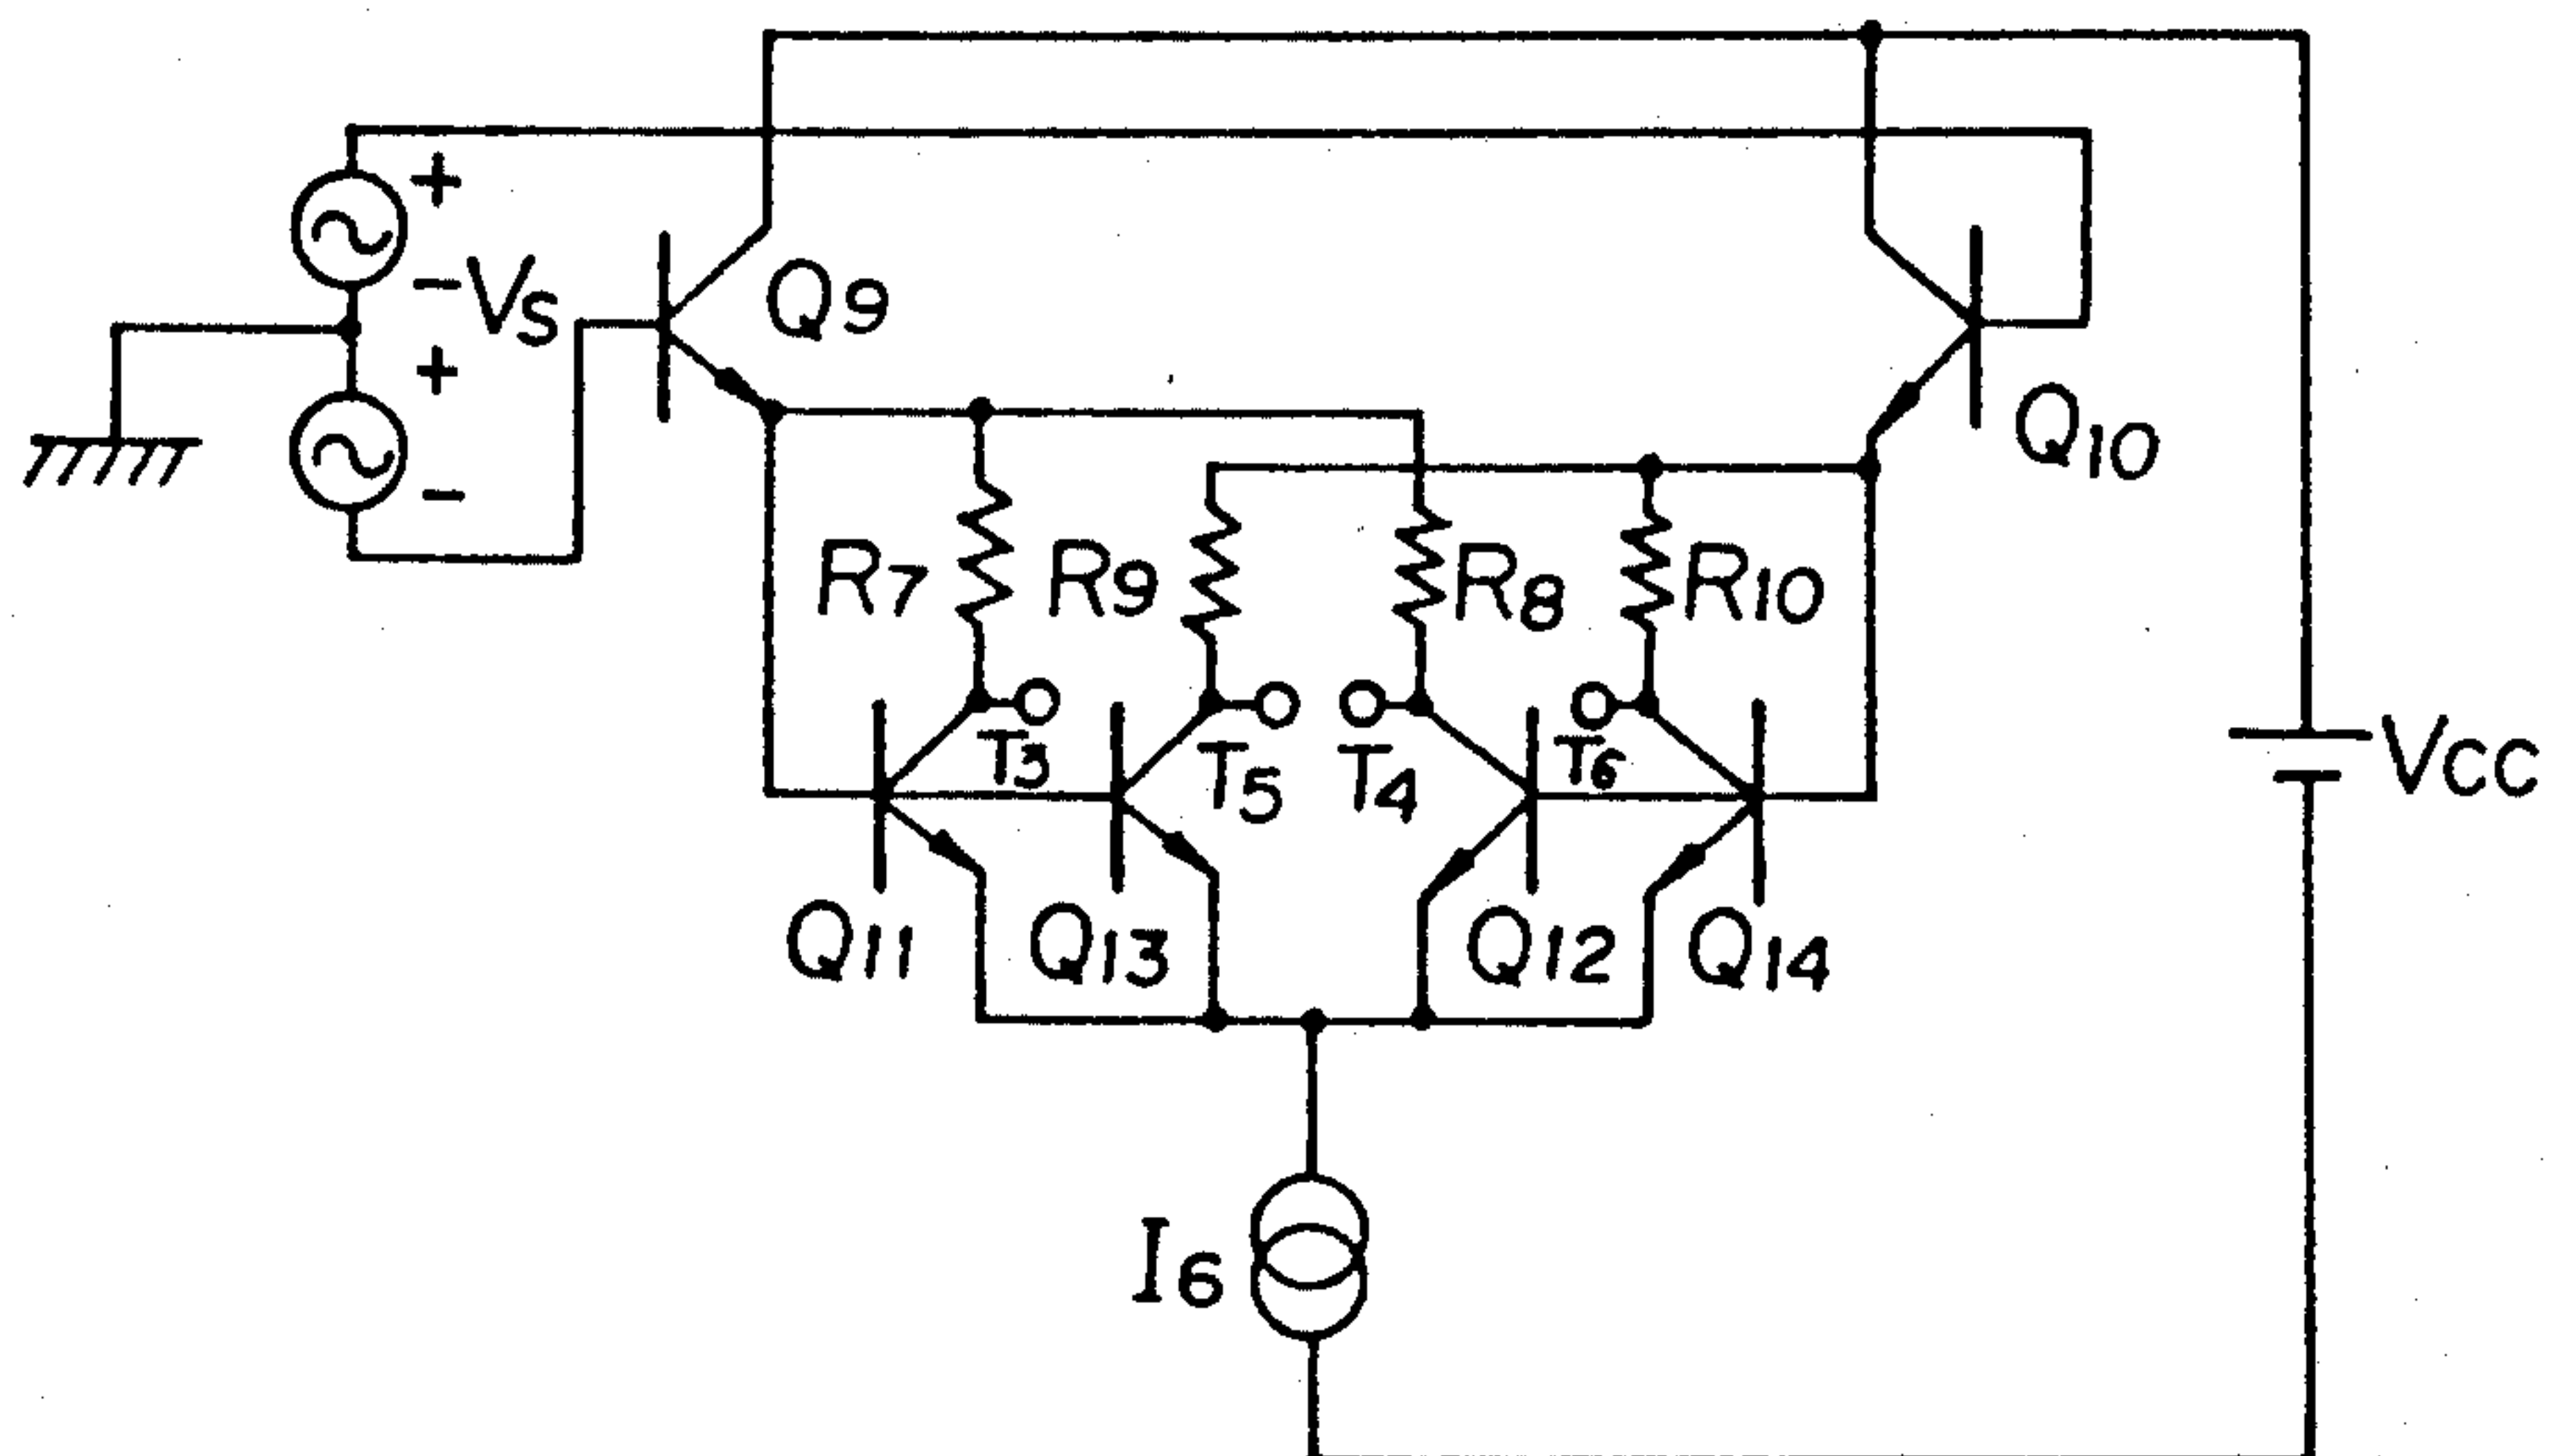 +
− VS
+
−
Q9
Q10
R7 R9 R8 R10
T3 T5 T4 T6
VCC
Q11 Q13 Q12 Q14
I6